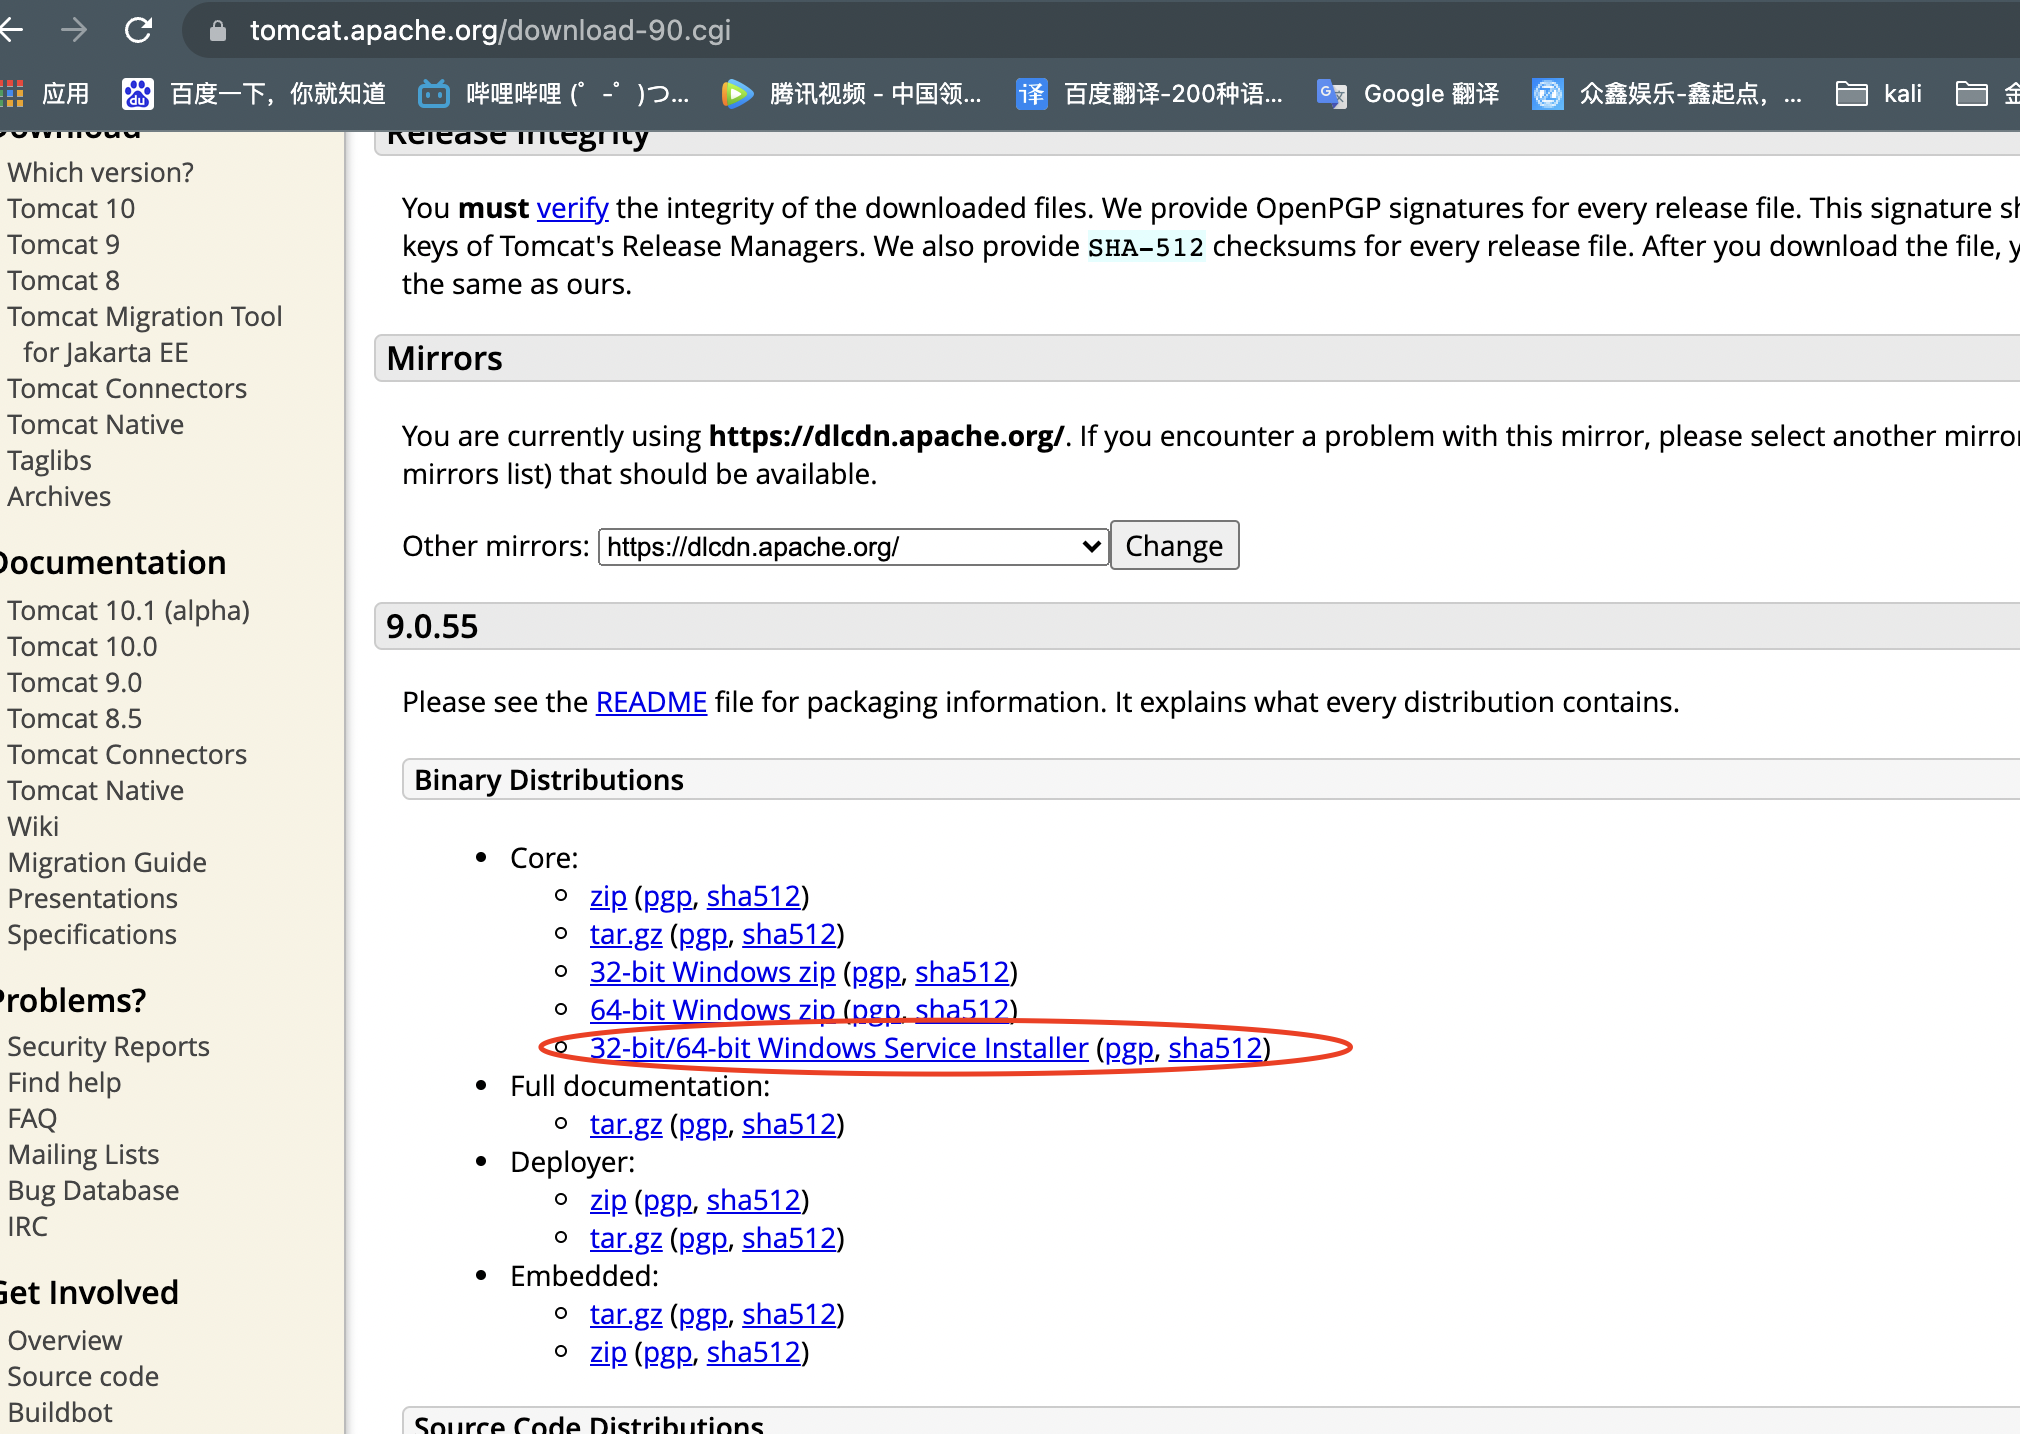 tomcat.apache.org/download-90.cgi
应用 百度一下，你就知道 哔哩哔哩 (゜-゜)つ... 腾讯视频 - 中国领... 百度翻译-200种语... Google 翻译 众鑫娱乐-鑫起点，... kali 金
Download
Which version?
Tomcat 10
Tomcat 9
Tomcat 8
Tomcat Migration Tool
for Jakarta EE
Tomcat Connectors
Tomcat Native
Taglibs
Archives
Documentation
Tomcat 10.1 (alpha)
Tomcat 10.0
Tomcat 9.0
Tomcat 8.5
Tomcat Connectors
Tomcat Native
Wiki
Migration Guide
Presentations
Specifications
Problems?
Security Reports
Find help
FAQ
Mailing Lists
Bug Database
IRC
Get Involved
Overview
Source code
Buildbot
Release Integrity
You must verify the integrity of the downloaded files. We provide OpenPGP signatures for every release file. This signature
keys of Tomcat's Release Managers. We also provide SHA-512 checksums for every release file. After you download the file,
the same as ours.
Mirrors
You are currently using https://dlcdn.apache.org/. If you encounter a problem with this mirror, please select another mirror
mirrors list) that should be available.
Other mirrors: https://dlcdn.apache.org/ Change
9.0.55
Please see the README file for packaging information. It explains what every distribution contains.
Binary Distributions
• Core:
zip (pgp, sha512)
tar.gz (pgp, sha512)
32-bit Windows zip (pgp, sha512)
64-bit Windows zip (pgp, sha512)
32-bit/64-bit Windows Service Installer (pgp, sha512)
• Full documentation:
tar.gz (pgp, sha512)
• Deployer:
zip (pgp, sha512)
tar.gz (pgp, sha512)
• Embedded:
tar.gz (pgp, sha512)
zip (pgp, sha512)
Source Code Distributions